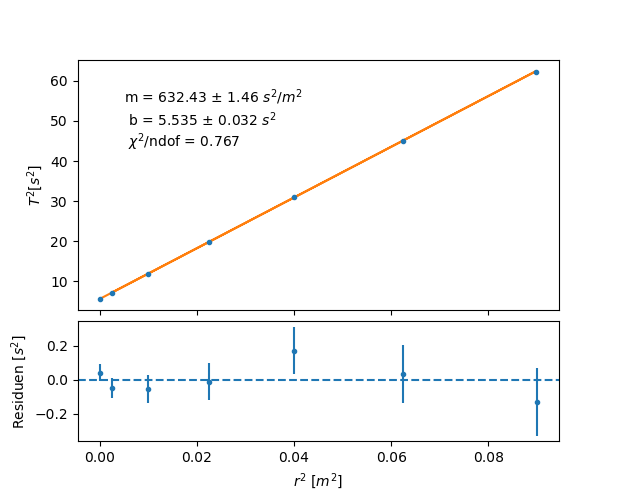 60
50
40
30
20
10
T²[s²]
m = 632.43 ± 1.46 s²/m²
b = 5.535 ± 0.032 s²
χ²/ndof = 0.767
0.2
0.0
−0.2
Residuen [s²]
0.00 0.02 0.04 0.06 0.08
r² [m²]